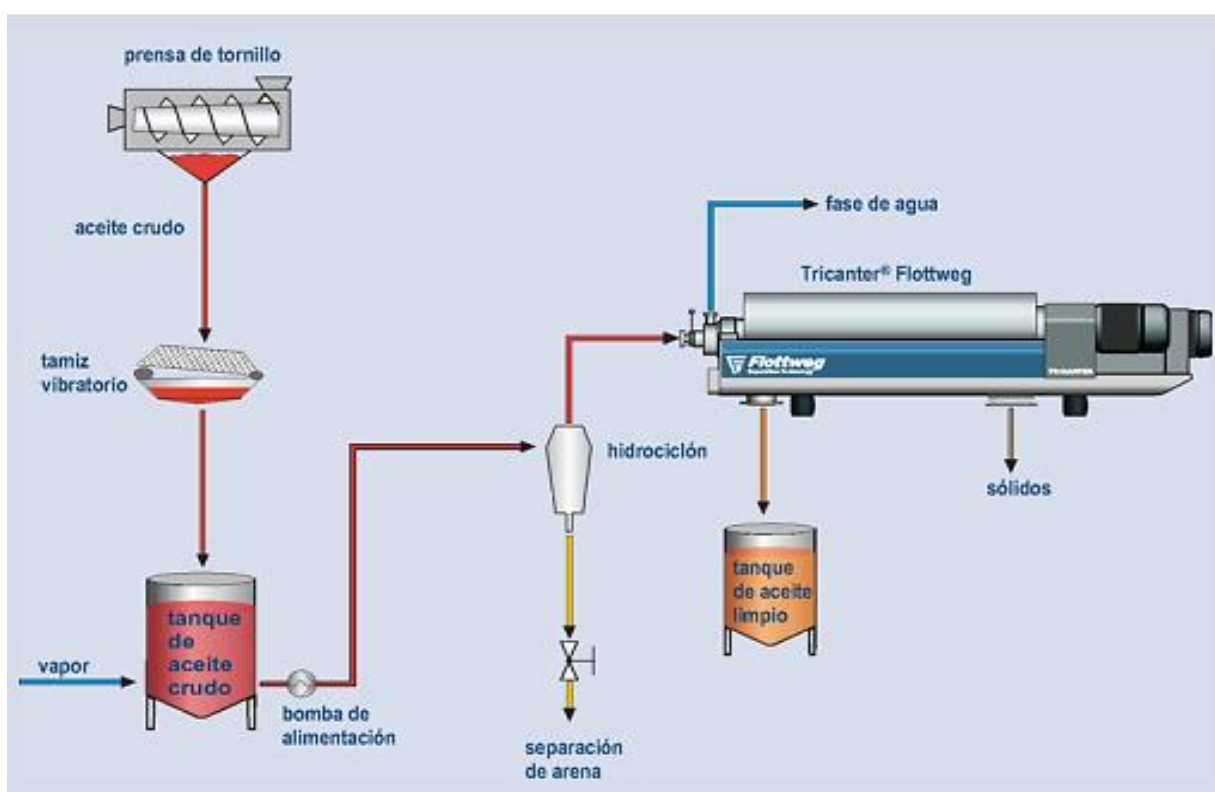 prensa de tornillo
aceite crudo
fase de agua
Tricanter® Flottweg
tamiz
vibratorio
Flottweg
TRICANTER
hidrociclón
sólidos
tanque
de
aceite
crudo
tanque
de aceite
limpio
vapor
bomba de
alimentación
separación
de arena